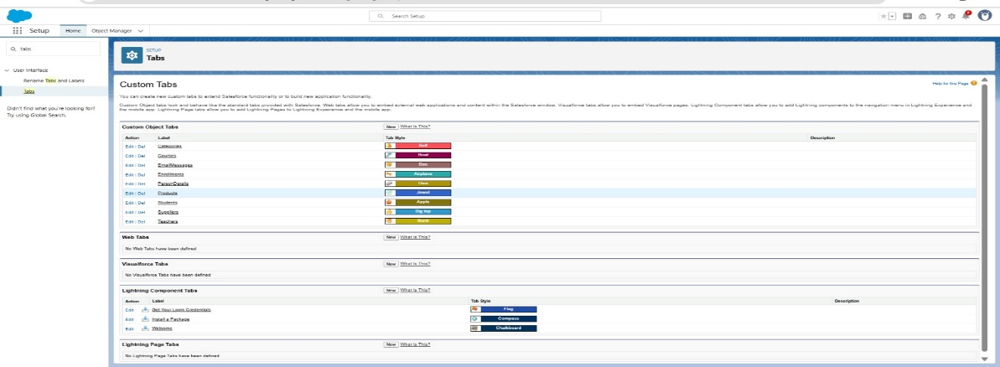 Search Setup
Setup Home Object Manager
tabs
SETUP
Tabs
User Interface
Rename Tabs and Labels
Tabs
Didn't find what you're looking for?
Try using Global Search.
Custom Tabs
Help for this Page
You can create new custom tabs to extend Salesforce functionality or to build new application functionality.
Custom Object tabs look and behave like the standard tabs provided with Salesforce. Web tabs allow you to embed external web applications and content within the Salesforce window. Visualforce tabs allow you to embed Visualforce pages. Lightning Component tabs allow you to add Lightning components to the navigation menu in Lightning Experience and
the mobile app. Lightning Page tabs allow you to add Lightning Pages to Lightning Experience and the mobile app.
Custom Object Tabs New What Is This?
Action Label Tab Style Description
Edit | Del Categories Bell
Edit | Del Courses
Edit | Del EmailMessages Box
Edit | Del Enrollments Airplane
Edit | Del PersonDetails
Edit | Del Products Jewel
Edit | Del Students Apple
Edit | Del Suppliers Big top
Edit | Del Teachers
Web Tabs New What Is This?
No Web Tabs have been defined
Visualforce Tabs New What Is This?
No Visualforce Tabs have been defined
Lightning Component Tabs New What Is This?
Action Label Tab Style Description
Edit Get Your Login Credentials Flag
Edit Install a Package Compass
Edit Welcome Chalkboard
Lightning Page Tabs New What Is This?
No Lightning Page Tabs have been defined